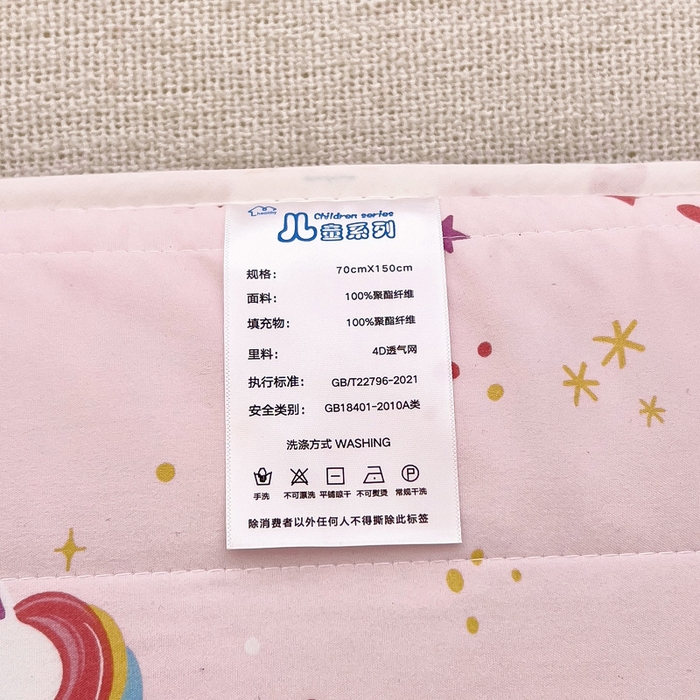 Children series
儿童系列
规格： 70cmX150cm
面料： 100%聚酯纤维
填充物： 100%聚酯纤维
里料： 4D透气网
执行标准： GB/T22796-2021
安全类别： GB18401-2010A类
洗涤方式 WASHING
P
手洗 不可漂洗 平铺晾干 不可熨烫 常规干洗
除消费者以外任何人不得撕除此标签